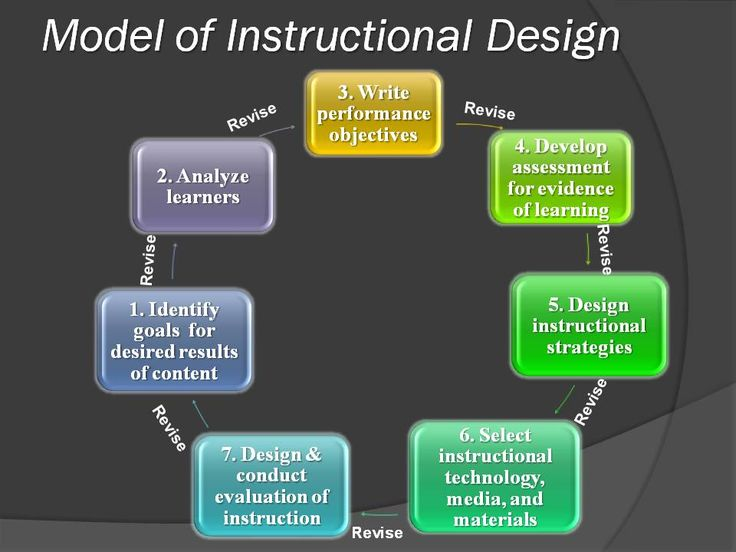 Model of Instructional Design
1. Identify
goals for
desired results
of content
Revise
2. Analyze
learners
Revise
3. Write
performance
objectives
Revise
4. Develop
assessment
for evidence
of learning
Revise
5. Design
instructional
strategies
Revise
6. Select
instructional
technology,
media, and
materials
Revise
7. Design &
conduct
evaluation of
instruction
Revise